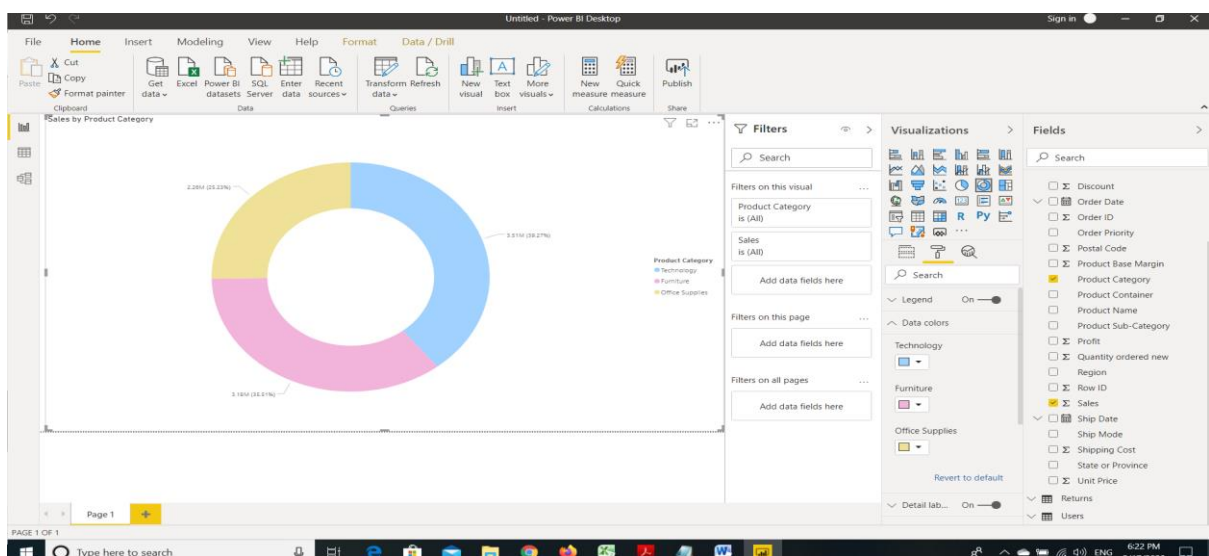 Untitled - Power BI Desktop
Sign in
File Home Insert Modeling View Help Format Data / Drill
Paste
Cut
Copy
Format painter
Get data
Excel
Power BI datasets
SQL Server
Enter data
Recent sources
Transform data
Refresh
New visual
Text box
More visuals
New measure
Quick measure
Publish
Clipboard Data Queries Insert Calculations Share
Sales by Product Category
Product Category
Technology
Furniture
Office Supplies
Filters
Search
Filters on this visual
Product Category
is (All)
Sales
is (All)
Add data fields here
Filters on this page
Add data fields here
Filters on all pages
Add data fields here
Visualizations
R Py
Search
Legend On
Data colors
Technology
Furniture
Office Supplies
Revert to default
Detail lab... On
Fields
Search
Σ Discount
Order Date
Σ Order ID
Order Priority
Σ Postal Code
Σ Product Base Margin
Product Category
Product Container
Product Name
Product Sub-Category
Σ Profit
Σ Quantity ordered new
Region
Σ Row ID
Σ Sales
Ship Date
Ship Mode
Σ Shipping Cost
State or Province
Σ Unit Price
Returns
Users
Page 1
PAGE 1 OF 1
Type here to search
ENG
6:22 PM